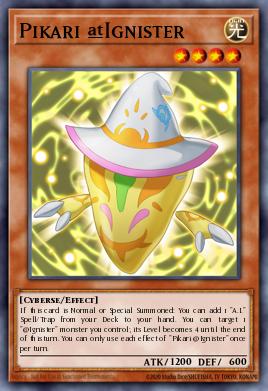 Pikari @Ignister
光
[Cyberse/Effect]
If this card is Normal or Special Summoned: You can add 1 "A.I."
Spell/Trap from your Deck to your hand. You can target 1
"@Ignister" monster you control; its Level becomes 4 until the end
of this turn. You can only use each effect of "Pikari @Ignister" once
per turn.
ATK/1200 DEF/ 600
©2020 Studio Dice/SHUEISHA, TV TOKYO, KONAMI